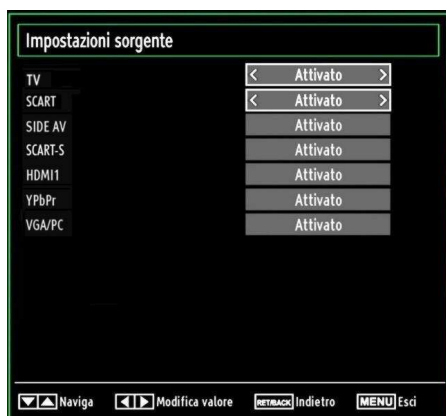 Impostazioni sorgente
TV < Attivato >
SCART < Attivato >
SIDE AV Attivato
SCART-S Attivato
HDMI1 Attivato
YPbPr Attivato
VGA/PC Attivato
Naviga Modifica valore RET/BACK Indietro MENU Esci